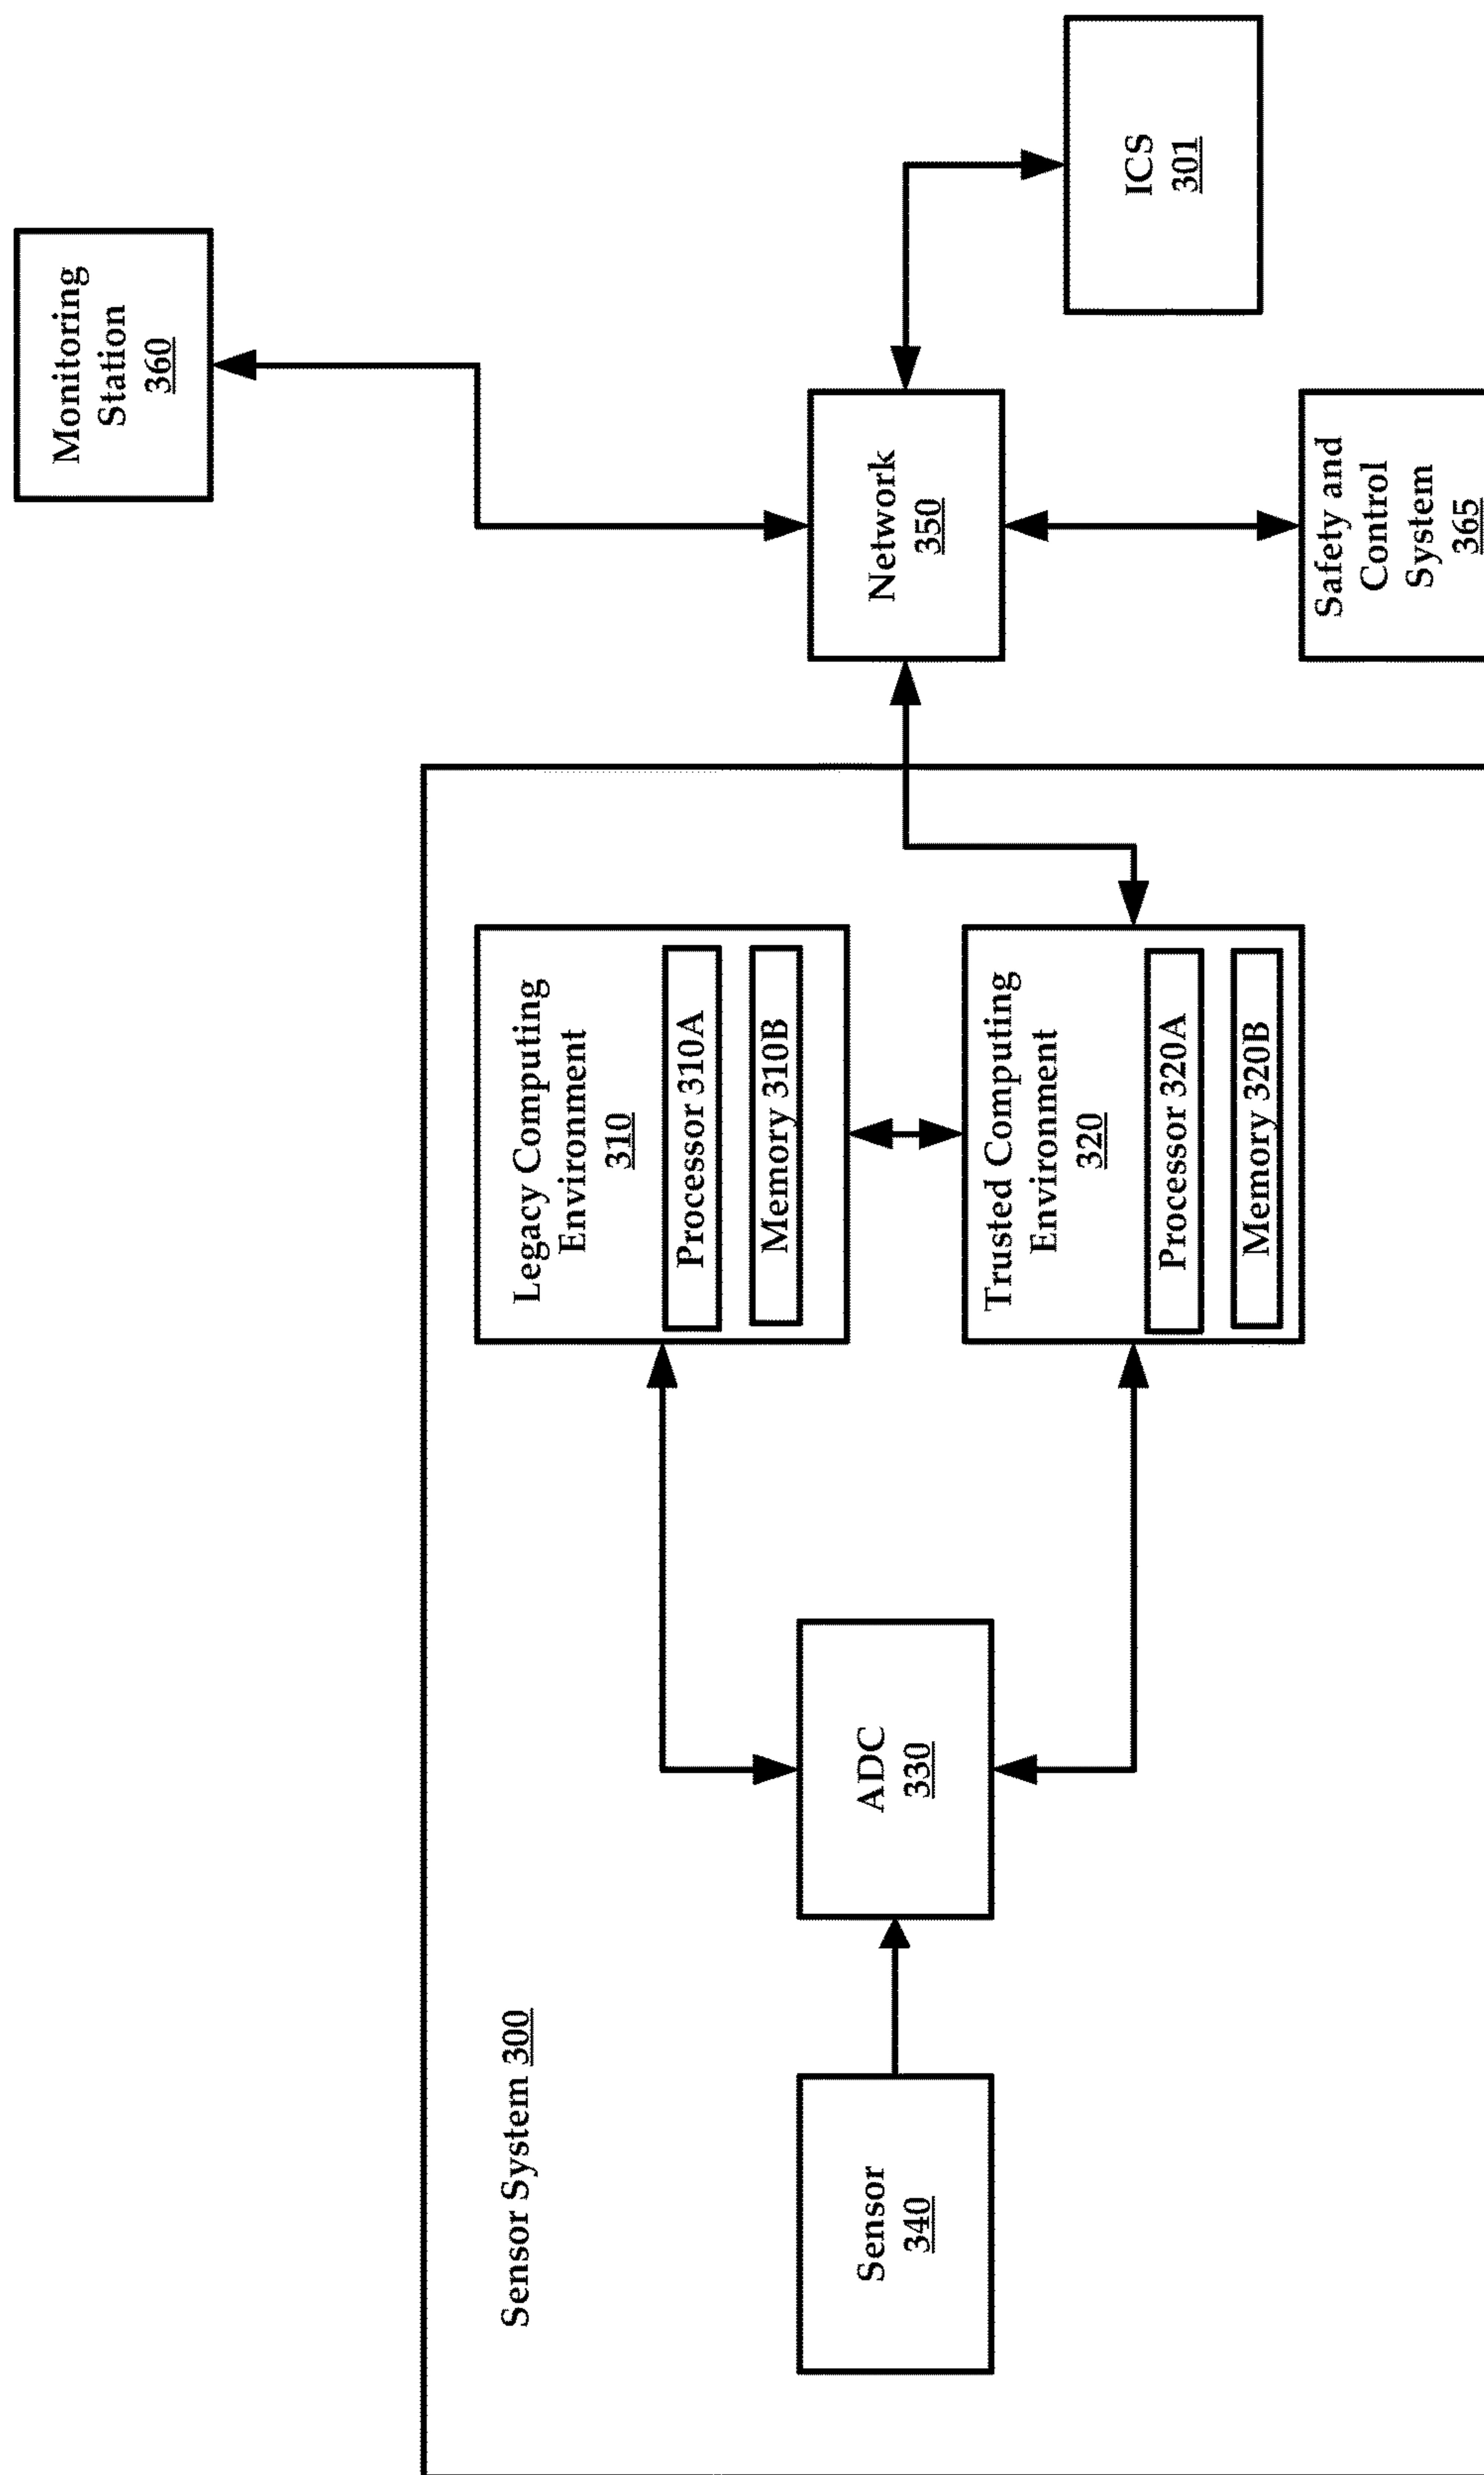 Monitoring
Station
360
Sensor System 300
Legacy Computing
Environment
310
Processor 310A
Memory 310B
Sensor
340
ADC
330
Trusted Computing
Environment
320
Processor 320A
Memory 320B
Network
350
ICS
301
Safety and
Control
System
365